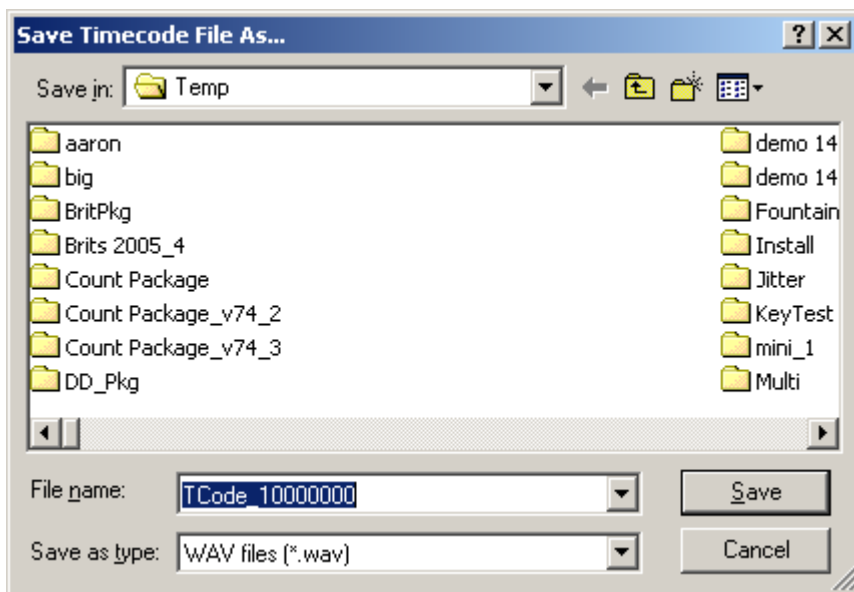 Save Timecode File As...
Save in: Temp
aaron
big
BritPkg
Brits 2005_4
Count Package
Count Package_v74_2
Count Package_v74_3
DD_Pkg
demo 14
demo 14
Fountain
Install
Jitter
KeyTest
mini_1
Multi
File name: TCode_10000000 Save
Save as type: WAV files (*.wav) Cancel